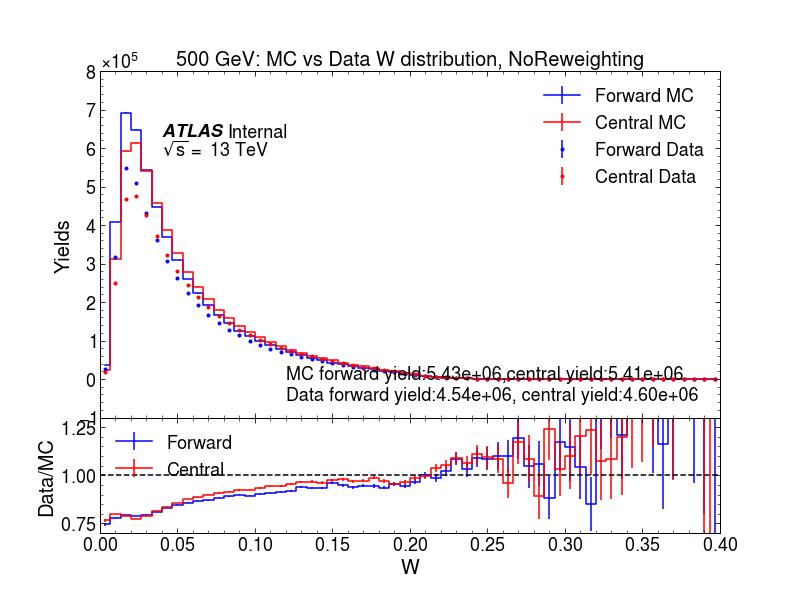 ×10⁵
500 GeV: MC vs Data W distribution, NoReweighting
8
7
6
5
4
3
2
1
0
−1
Yields
ATLAS Internal
√s = 13 TeV
Forward MC
Central MC
Forward Data
Central Data
MC forward yield:5.43e+06,central yield:5.41e+06
Data forward yield:4.54e+06, central yield:4.60e+06
1.25
1.00
0.75
Data/MC
Forward
Central
0.00 0.05 0.10 0.15 0.20 0.25 0.30 0.35 0.40
W